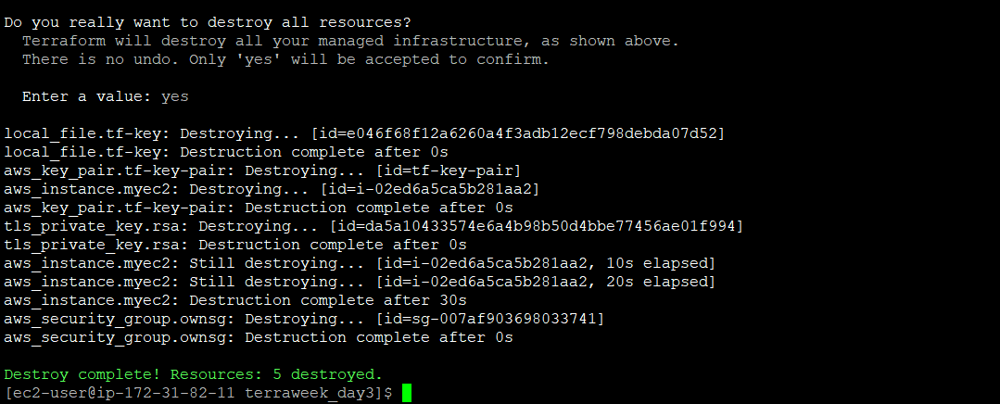 Do you really want to destroy all resources?
Terraform will destroy all your managed infrastructure, as shown above.
There is no undo. Only 'yes' will be accepted to confirm.
Enter a value: yes
local_file.tf-key: Destroying... [id=e046f68f12a6260a4f3adb12ecf798debda07d52]
local_file.tf-key: Destruction complete after 0s
aws_key_pair.tf-key-pair: Destroying... [id=tf-key-pair]
aws_instance.myec2: Destroying... [id=i-02ed6a5ca5b281aa2]
aws_key_pair.tf-key-pair: Destruction complete after 0s
tls_private_key.rsa: Destroying... [id=da5a10433574e6a4b98b50d4bbe77456ae01f994]
tls_private_key.rsa: Destruction complete after 0s
aws_instance.myec2: Still destroying... [id=i-02ed6a5ca5b281aa2, 10s elapsed]
aws_instance.myec2: Still destroying... [id=i-02ed6a5ca5b281aa2, 20s elapsed]
aws_instance.myec2: Destruction complete after 30s
aws_security_group.ownsg: Destroying... [id=sg-007af903698033741]
aws_security_group.ownsg: Destruction complete after 0s
Destroy complete! Resources: 5 destroyed.
[ec2-user@ip-172-31-82-11 terraweek_day3]$